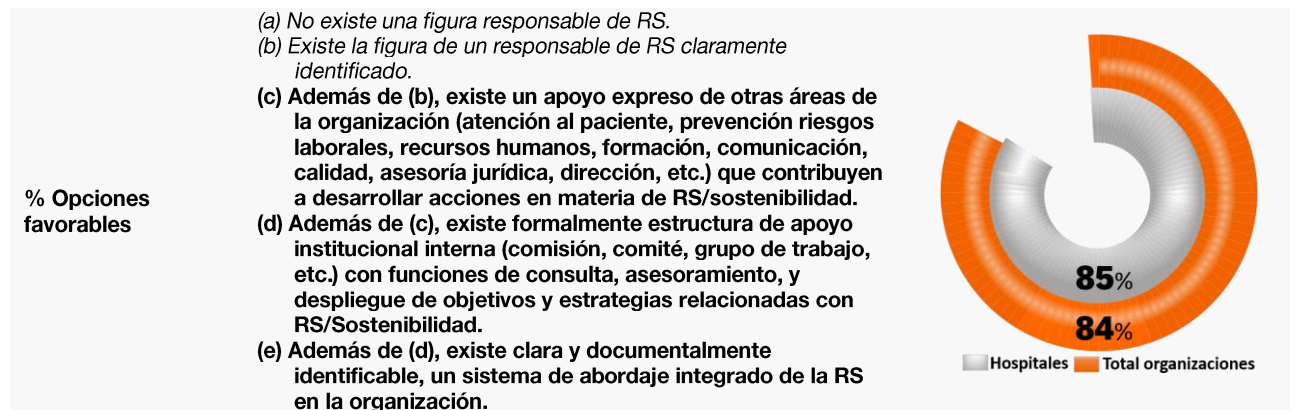 (a) No existe una figura responsable de RS.
(b) Existe la figura de un responsable de RS claramente
identificado.
(c) Además de (b), existe un apoyo expreso de otras áreas de
la organización (atención al paciente, prevención riesgos
laborales, recursos humanos, formación, comunicación,
calidad, asesoría jurídica, dirección, etc.) que contribuyen
a desarrollar acciones en materia de RS/sostenibilidad.
% Opciones
favorables
(d) Además de (c), existe formalmente estructura de apoyo
institucional interna (comisión, comité, grupo de trabajo,
etc.) con funciones de consulta, asesoramiento, y
despliegue de objetivos y estrategias relacionadas con
RS/Sostenibilidad.
(e) Además de (d), existe clara y documentalmente
identificable, un sistema de abordaje integrado de la RS
en la organización.
85%
84%
Hospitales Total organizaciones